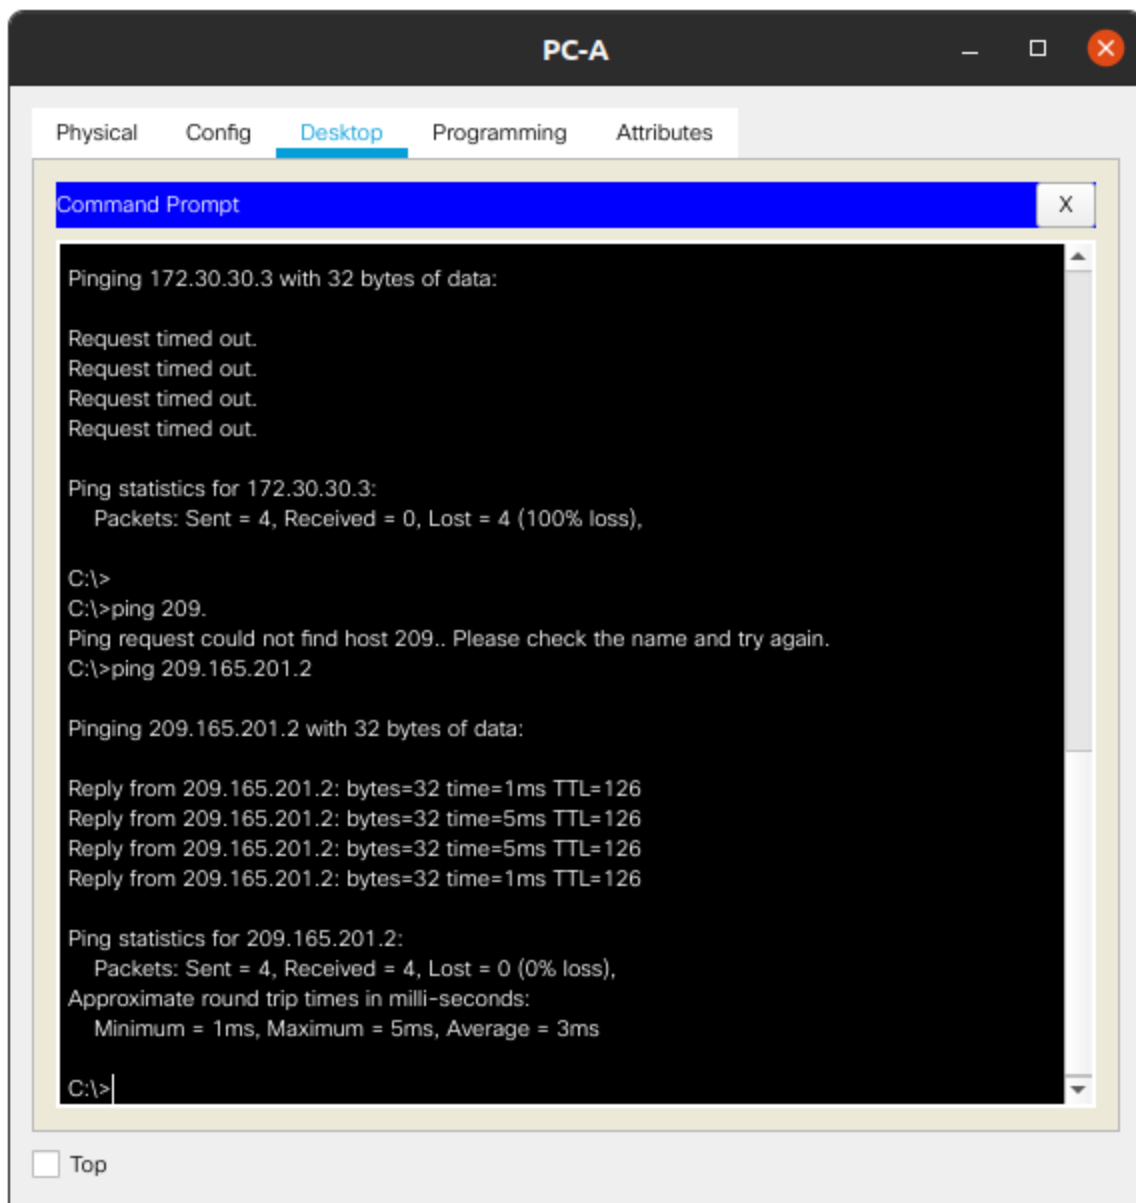 PC-A
Physical Config Desktop Programming Attributes
Command Prompt X
Pinging 172.30.30.3 with 32 bytes of data:
Request timed out.
Request timed out.
Request timed out.
Request timed out.
Ping statistics for 172.30.30.3:
Packets: Sent = 4, Received = 0, Lost = 4 (100% loss),
C:\>
C:\>ping 209.
Ping request could not find host 209.. Please check the name and try again.
C:\>ping 209.165.201.2
Pinging 209.165.201.2 with 32 bytes of data:
Reply from 209.165.201.2: bytes=32 time=1ms TTL=126
Reply from 209.165.201.2: bytes=32 time=5ms TTL=126
Reply from 209.165.201.2: bytes=32 time=5ms TTL=126
Reply from 209.165.201.2: bytes=32 time=1ms TTL=126
Ping statistics for 209.165.201.2:
Packets: Sent = 4, Received = 4, Lost = 0 (0% loss),
Approximate round trip times in milli-seconds:
Minimum = 1ms, Maximum = 5ms, Average = 3ms
C:\>
Top